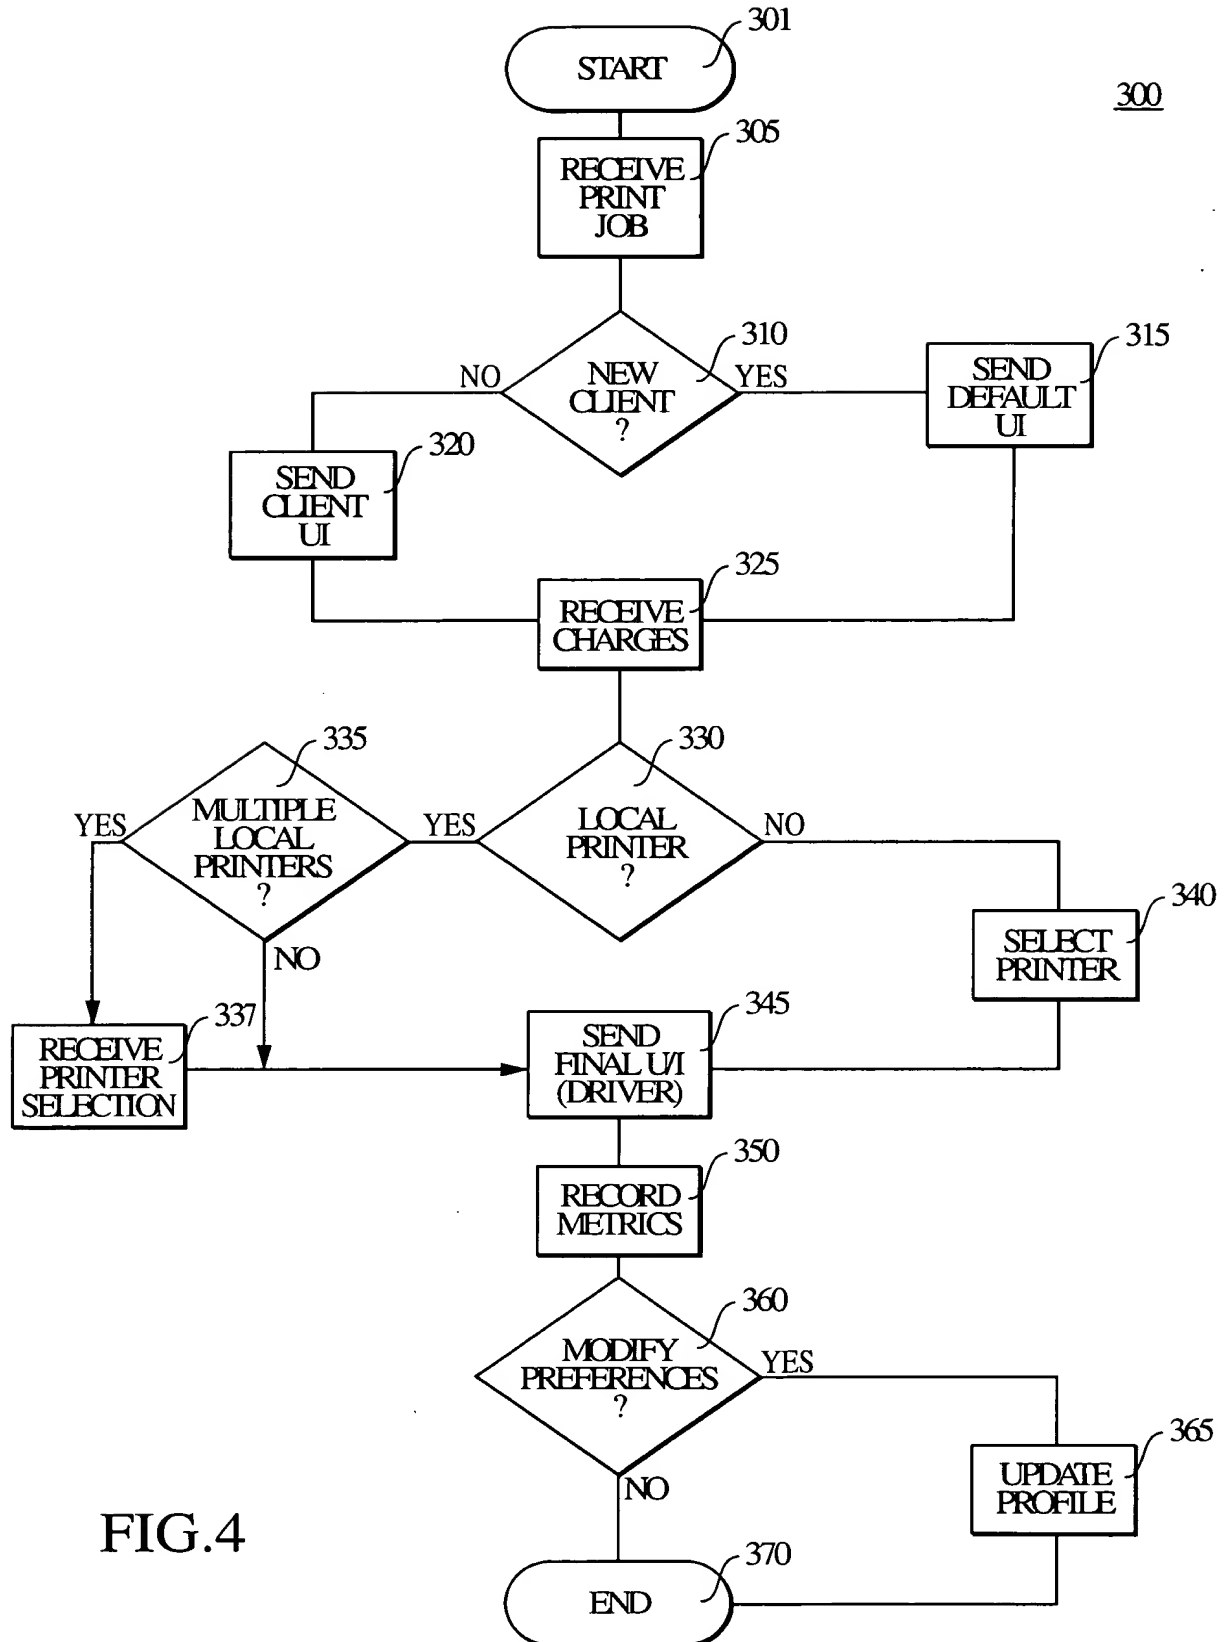 301
START
300
305
RECEIVE
PRINT
JOB
310
315
NO
NEW
CLIENT
?
YES
SEND
DEFAULT
UI
320
SEND
CLIENT
UI
325
RECEIVE
CHARGES
335
330
YES
MULTIPLE
LOCAL
PRINTERS
?
YES
LOCAL
PRINTER
?
NO
340
NO
SELECT
PRINTER
337
345
RECEIVE
PRINTER
SELECTION
SEND
FINAL U/I
(DRIVER)
350
RECORD
METRICS
360
MODIFY
PREFERENCES
?
YES
365
NO
UPDATE
PROFILE
FIG.4
370
END